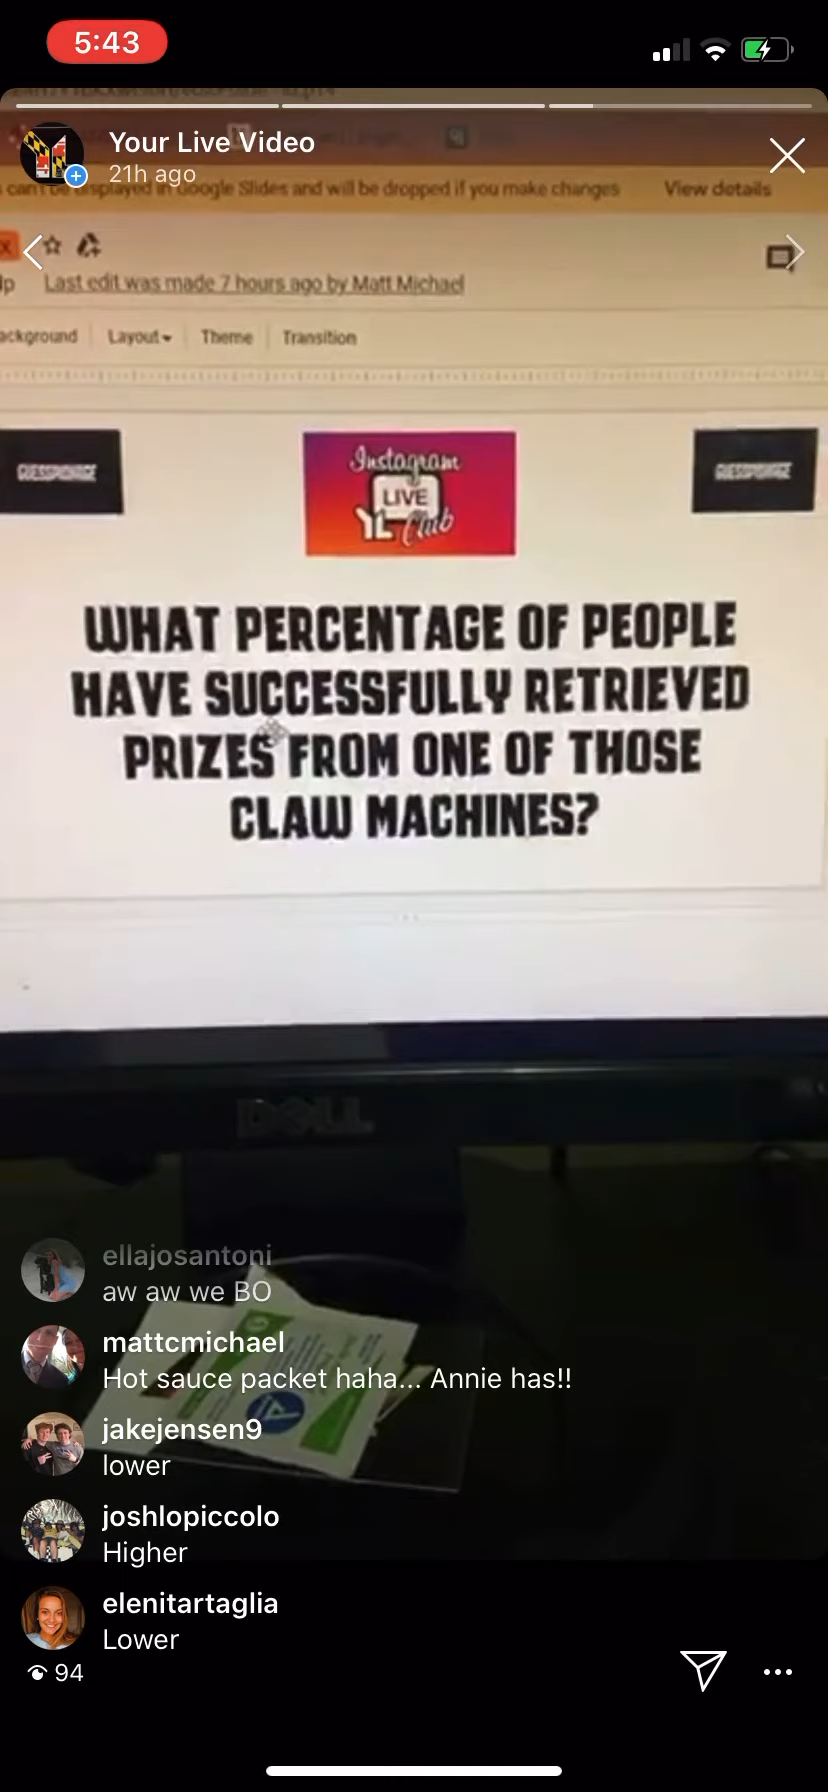 5:43
Your Live Video
21h ago
can't be displayed in Google Slides and will be dropped if you make changes View details
Last edit was made 7 hours ago by Matt Michael
Layout Theme Transition
Instagram
LIVE
YL Club
WHAT PERCENTAGE OF PEOPLE
HAVE SUCCESSFULLY RETRIEVED
PRIZES FROM ONE OF THOSE
CLAW MACHINES?
DELL
ellajosantoni
aw aw we BO
mattcmichael
Hot sauce packet haha... Annie has!!
jakejensen9
lower
joshlopiccolo
Higher
elenitartaglia
Lower
94